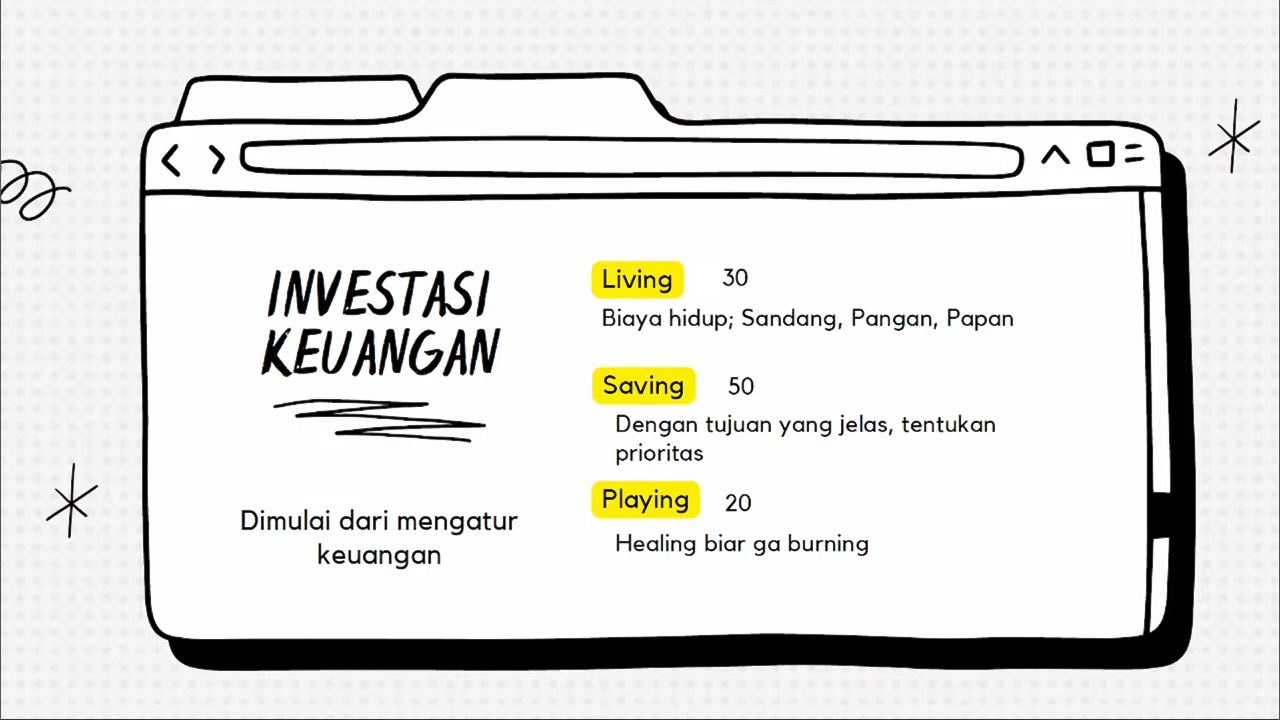 INVESTASI
KEUANGAN
Dimulai dari mengatur
keuangan
Living 30
Biaya hidup; Sandang, Pangan, Papan
Saving 50
Dengan tujuan yang jelas, tentukan
prioritas
Playing 20
Healing biar ga burning